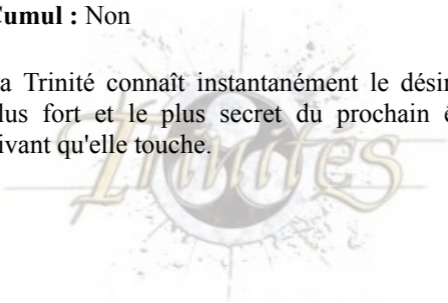 Cumul : Non
a Trinité connaît instantanément le désir
lus fort et le plus secret du prochain ê
ivant qu'elle touche.
Trinités